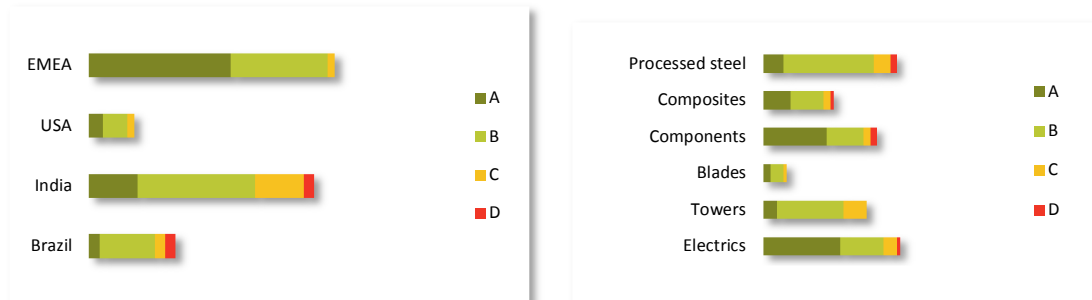 EMEA
USA
India
Brazil
A
B
C
D
Processed steel
Composites
Components
Blades
Towers
Electrics
A
B
C
D